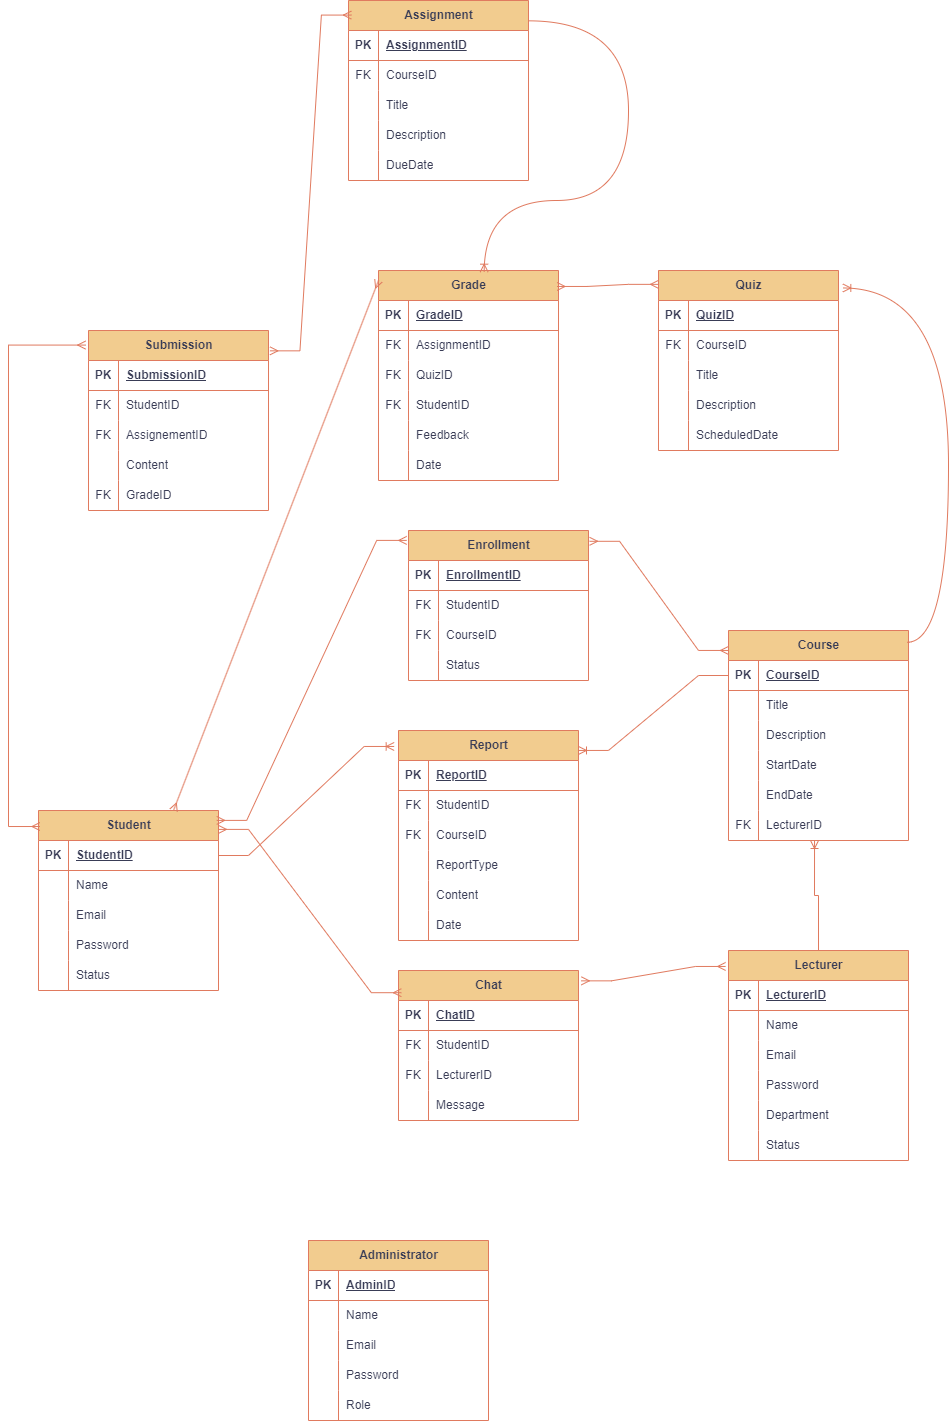 Assignment
PK AssignmentID
FK CourseID
Title
Description
DueDate
Grade
PK GradeID
FK AssignmentID
FK QuizID
FK StudentID
Feedback
Date
Quiz
PK QuizID
FK CourseID
Title
Description
ScheduledDate
Submission
PK SubmissionID
FK StudentID
FK AssignementID
Content
FK GradeID
Enrollment
PK EnrollmentID
FK StudentID
FK CourseID
Status
Course
PK CourseID
Title
Description
StartDate
EndDate
FK LecturerID
Report
PK ReportID
FK StudentID
FK CourseID
ReportType
Content
Date
Student
PK StudentID
Name
Email
Password
Status
Chat
PK ChatID
FK StudentID
FK LecturerID
Message
Lecturer
PK LecturerID
Name
Email
Password
Department
Status
Administrator
PK AdminID
Name
Email
Password
Role